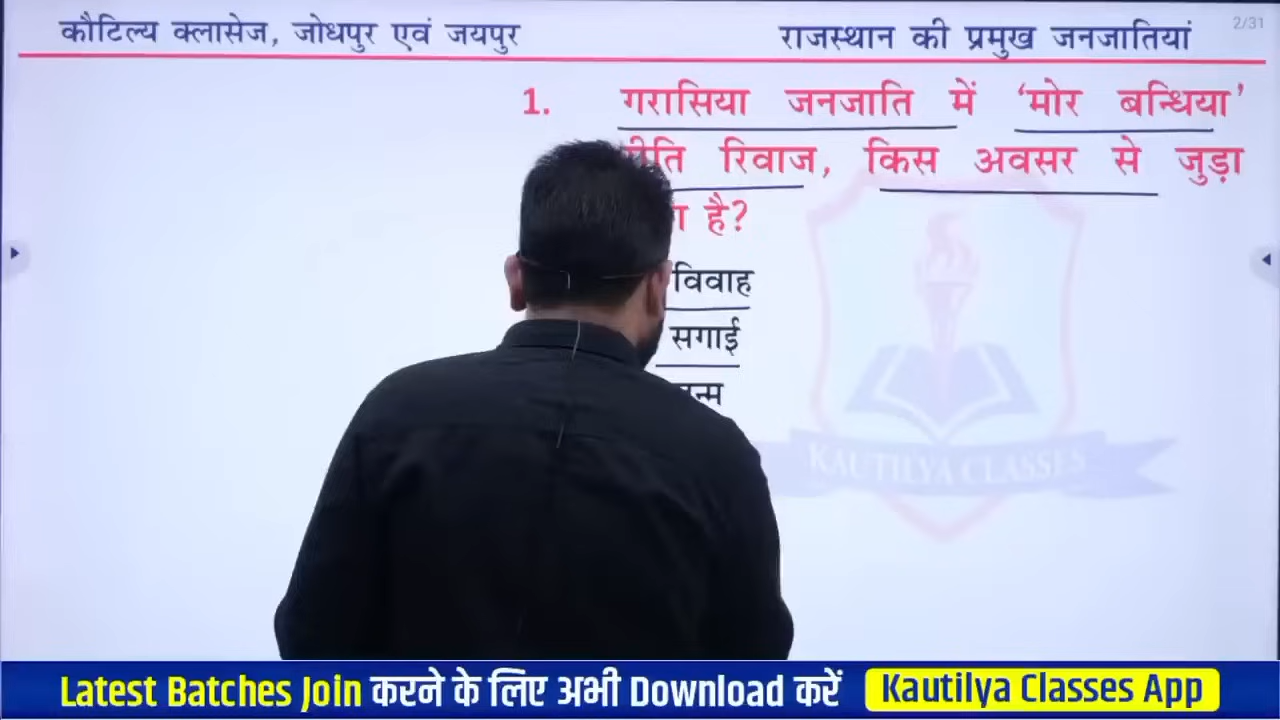 कौटिल्य क्लासेज, जोधपुर एवं जयपुर
राजस्थान की प्रमुख जनजातियां
2/31
1. गरासिया जनजाति में ‘मोर बन्धिया’
रिवाज, किस अवसर से जुड़ा
है?
विवाह
सगाई
KAUTILYA CLASSES
Latest Batches Join करने के लिए अभी Download करें Kautilya Classes App